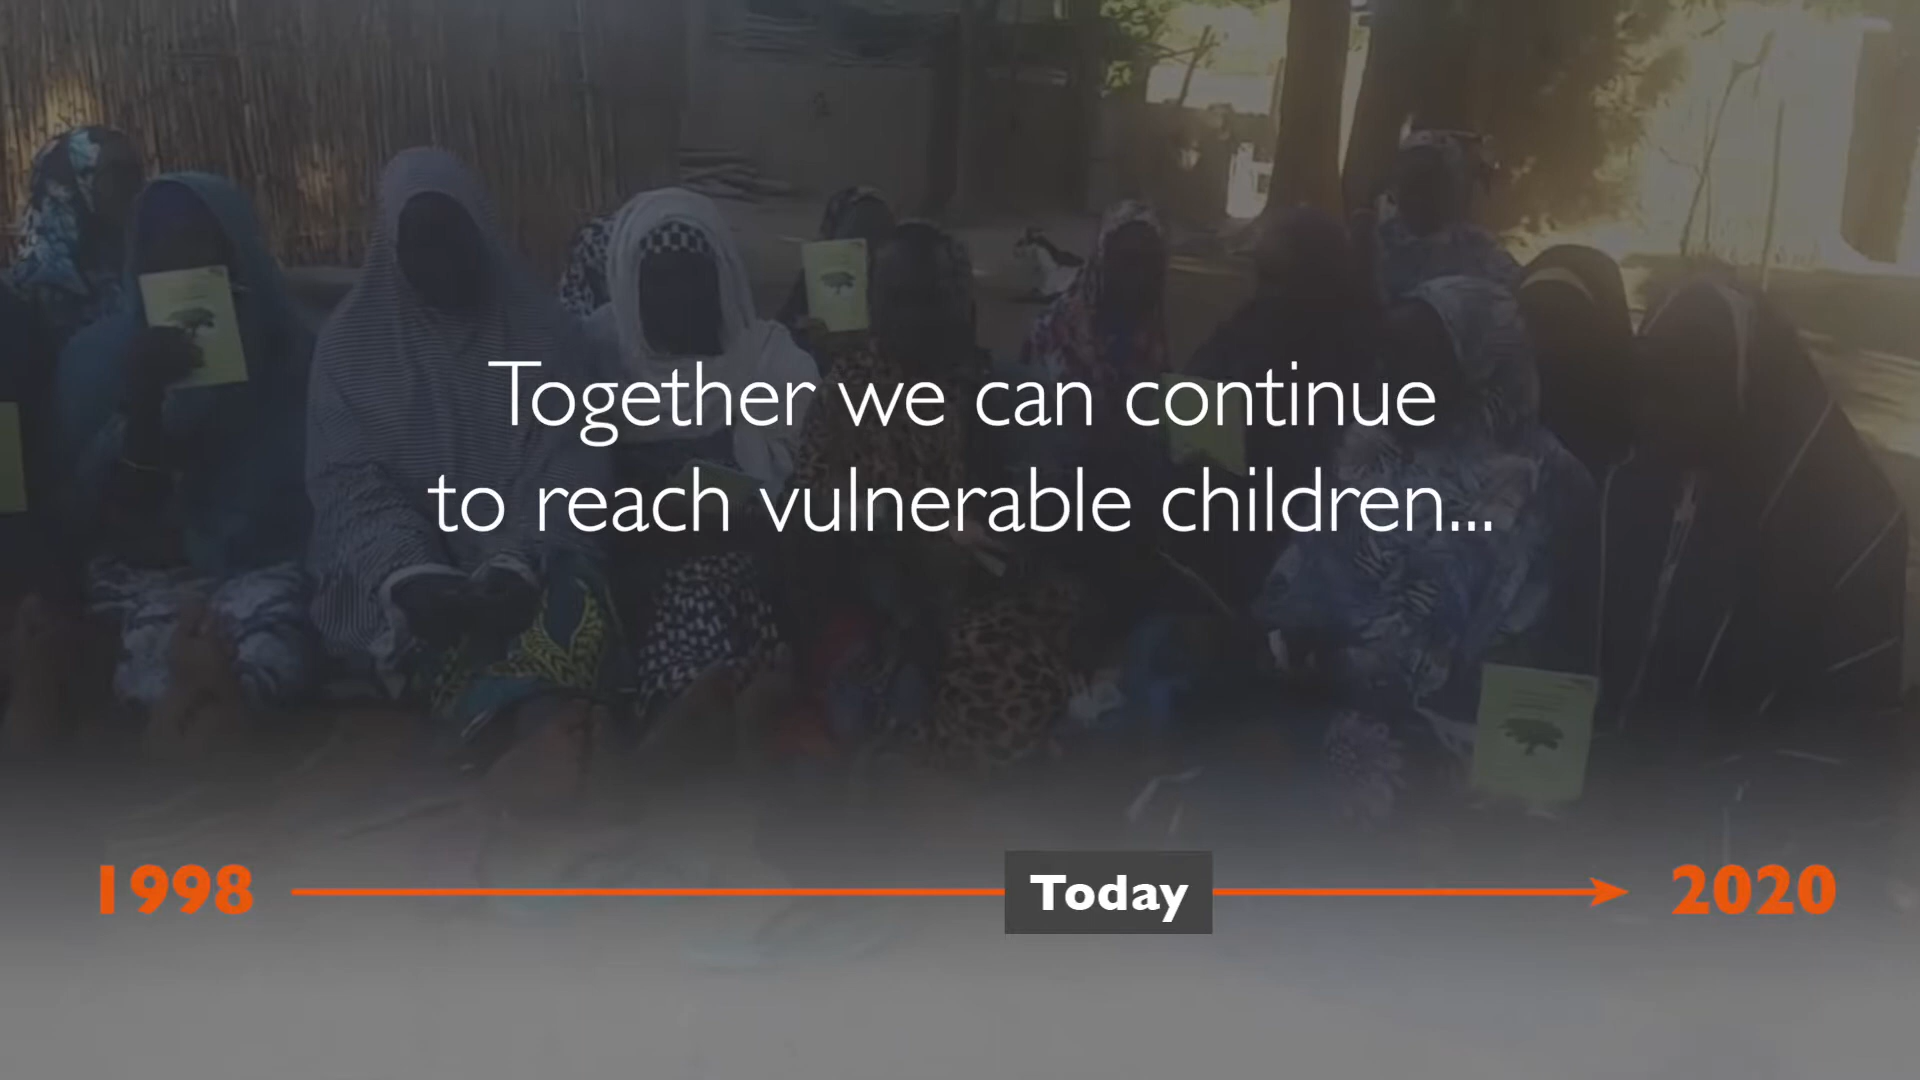 Together we can continue
to reach vulnerable children...
1998
Today
2020